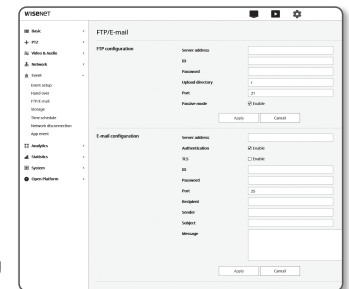 WISENET
Basic
PTZ
Video & Audio
Network
Event
Event setup
Hand over
FTP/E-mail
Storage
Time schedule
Network disconnection
App event
Analytics
Statistics
System
Open Platform
FTP/E-mail
FTP configuration
Server address
ID
Password
Upload directory /
Port 21
Passive mode Enable
Apply Cancel
E-mail configuration
Server address
Authentication Enable
TLS Enable
ID
Password
Port 25
Recipient
Sender
Subject
Message
Apply Cancel